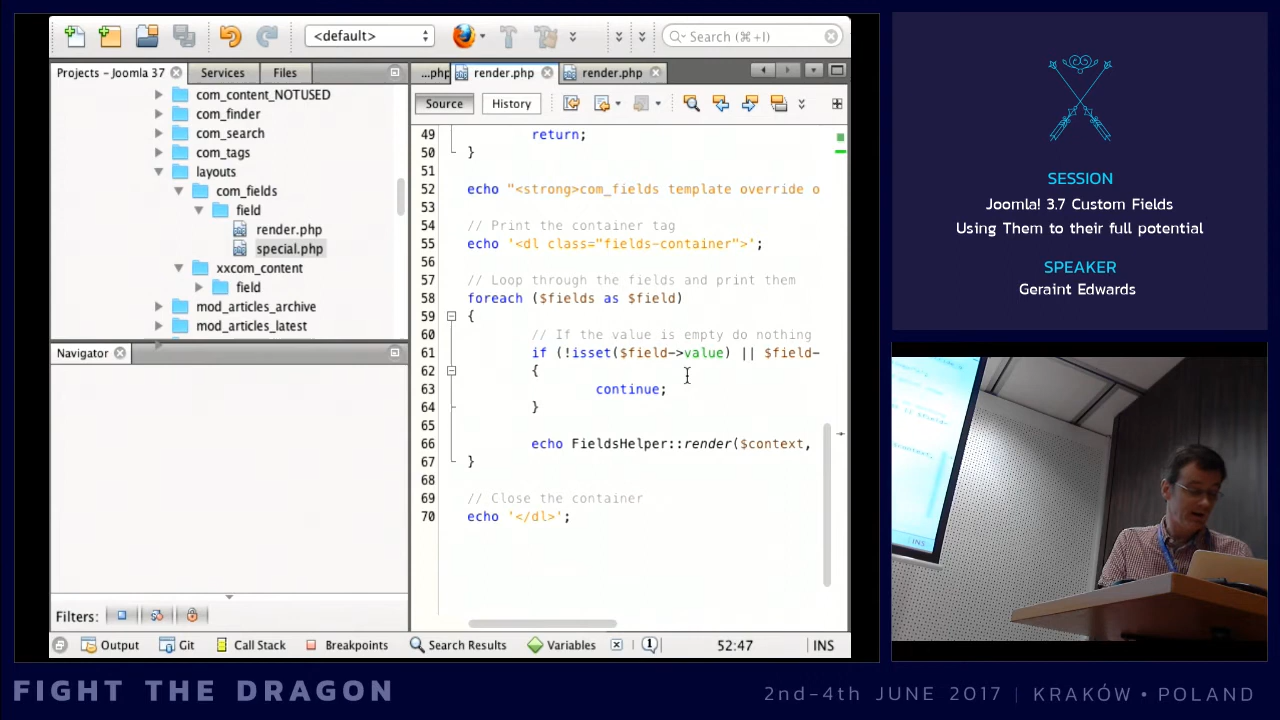 <default>
Search (⌘+I)
Projects – Joomla 37
Services
Files
...php
render.php
render.php
Source
History
com_content_NOTUSED
com_finder
com_search
com_tags
layouts
com_fields
field
render.php
special.php
xxcom_content
field
mod_articles_archive
mod_articles_latest
Navigator
Filters:
49 return;
50 }
51
52 echo "<strong>com_fields template override o
53
54 // Print the container tag
55 echo '<dl class="fields-container">';
56
57 // Loop through the fields and print them
58 foreach ($fields as $field)
59 {
60 // If the value is empty do nothing
61 if (!isset($field->value) || $field-
62 {
63 continue;
64 }
65
66 echo FieldsHelper::render($context,
67 }
68
69 // Close the container
70 echo '</dl>';
Output
Git
Call Stack
Breakpoints
Search Results
Variables
52:47
INS
SESSION
Joomla! 3.7 Custom Fields
Using Them to their full potential
SPEAKER
Geraint Edwards
INS
FIGHT THE DRAGON
2nd-4th JUNE 2017 | KRAKÓW • POLAND